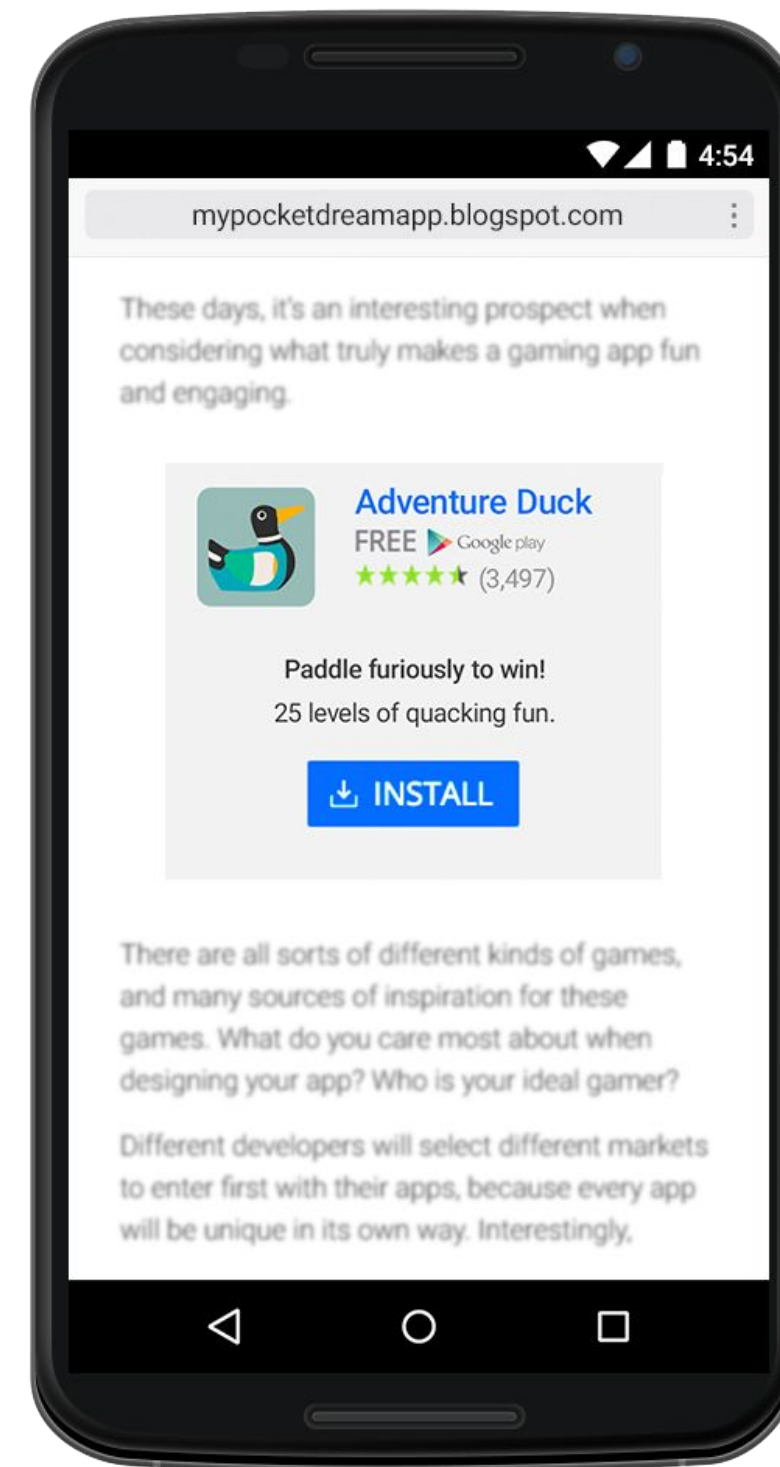 4:54
mypocketdreamapp.blogspot.com
These days, it's an interesting prospect when
considering what truly makes a gaming app fun
and engaging.
Adventure Duck
FREE Google play
(3,497)
Paddle furiously to win!
25 levels of quacking fun.
INSTALL
There are all sorts of different kinds of games,
and many sources of inspiration for these
games. What do you care most about when
designing your app? Who is your ideal gamer?
Different developers will select different markets
to enter first with their apps, because every app
will be unique in its own way. Interestingly,